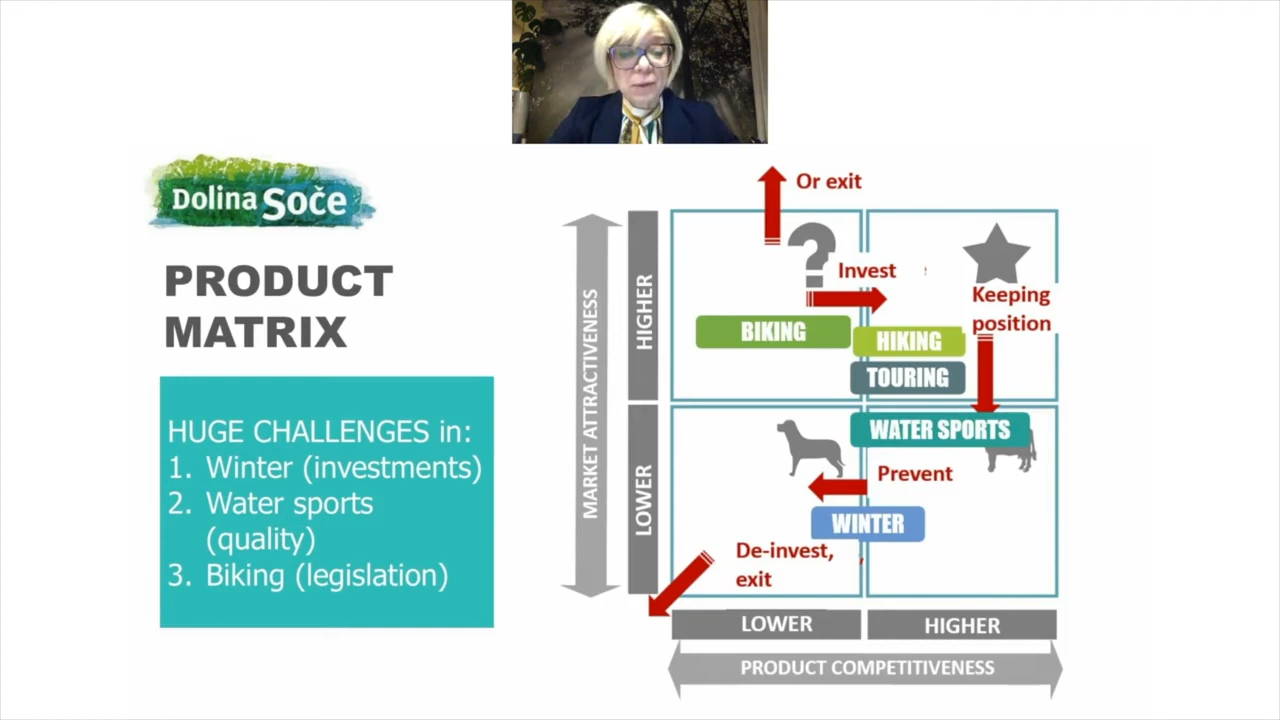 Dolina Soče
PRODUCT
MATRIX
HUGE CHALLENGES in:
1. Winter (investments)
2. Water sports
(quality)
3. Biking (legislation)
Or exit
?
Invest
Keeping
position
BIKING
HIKING
TOURING
WATER SPORTS
Prevent
WINTER
De-invest,
exit
MARKET ATTRACTIVENESS
HIGHER
LOWER
LOWER
HIGHER
PRODUCT COMPETITIVENESS